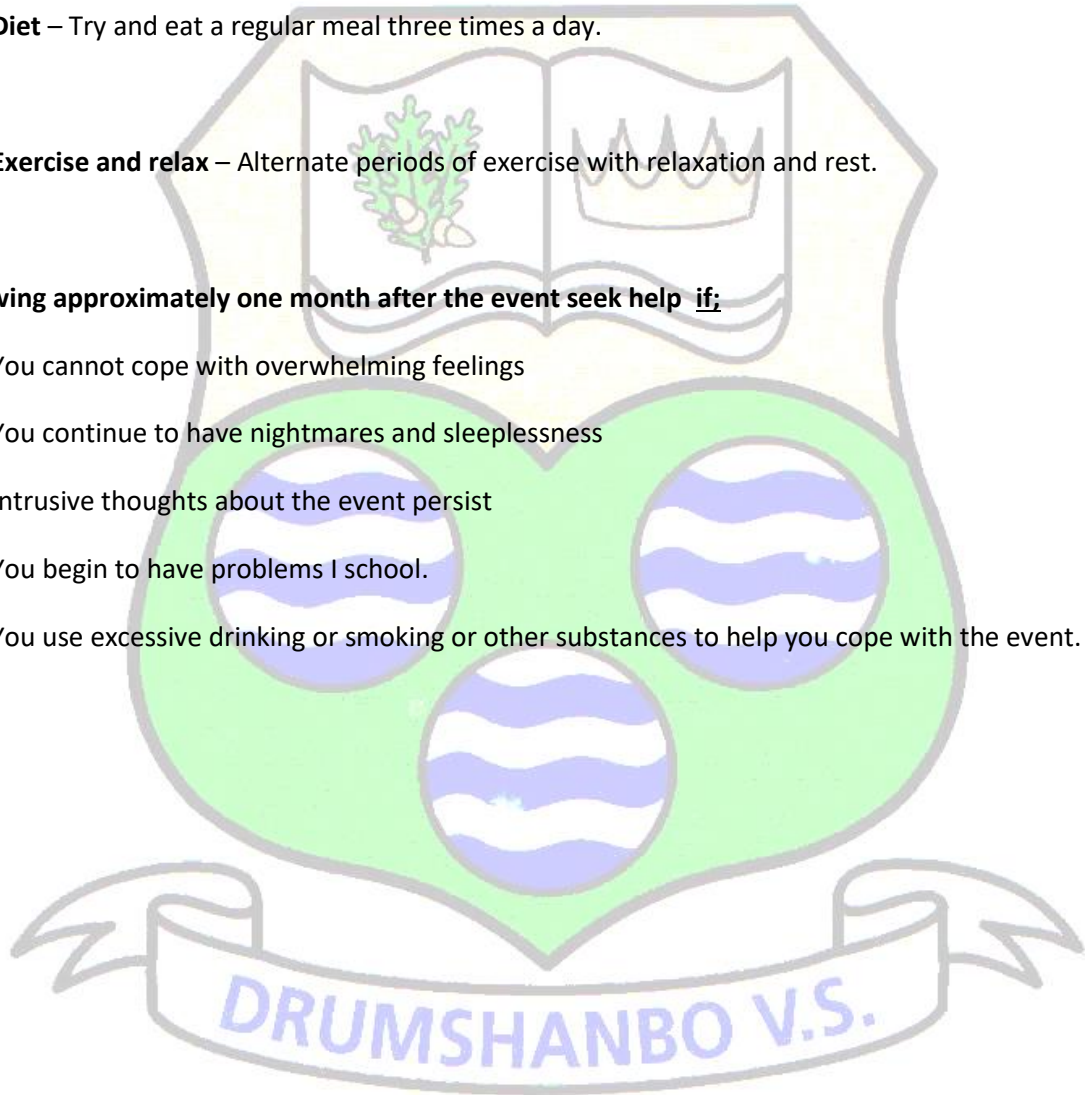 Diet – Try and eat a regular meal three times a day.
Exercise and relax – Alternate periods of exercise with relaxation and rest.
wing approximately one month after the event seek help if;
You cannot cope with overwhelming feelings
You continue to have nightmares and sleeplessness
ntrusive thoughts about the event persist
You begin to have problems I school.
You use excessive drinking or smoking or other substances to help you cope with the event.
DRUMSHANBO V.S.